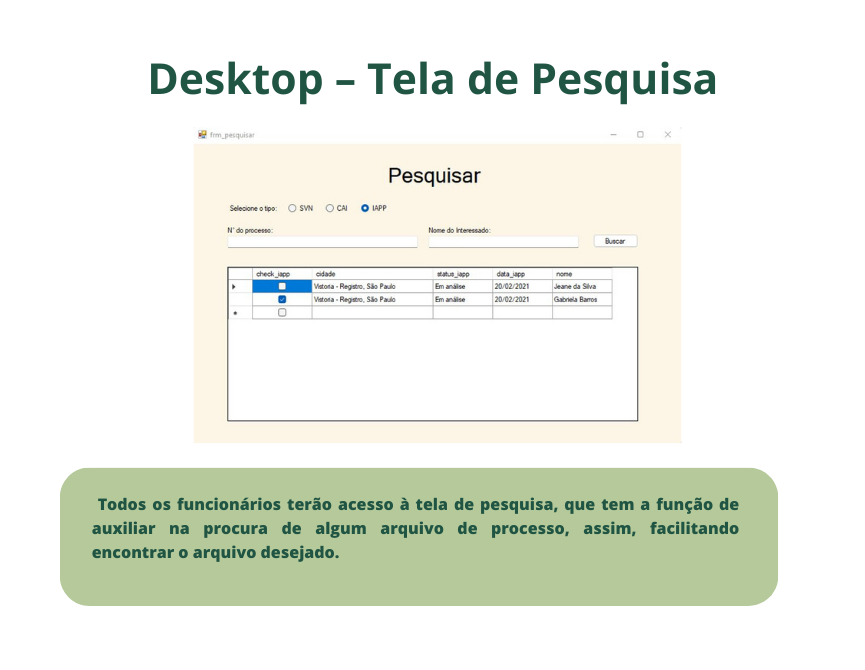 Desktop – Tela de Pesquisa
frm_pesquisar
Pesquisar
Selecione o tipo: SVN CAI IAPP
N° do processo: Nome do Interessado:
Buscar
check_iapp cidade status_iapp data_iapp nome
Vistoria - Registro, São Paulo Em análise 20/02/2021 Jeane da Silva
Vistoria - Registro, São Paulo Em análise 20/02/2021 Gabriela Barros
Todos os funcionários terão acesso à tela de pesquisa, que tem a função de
auxiliar na procura de algum arquivo de processo, assim, facilitando
encontrar o arquivo desejado.